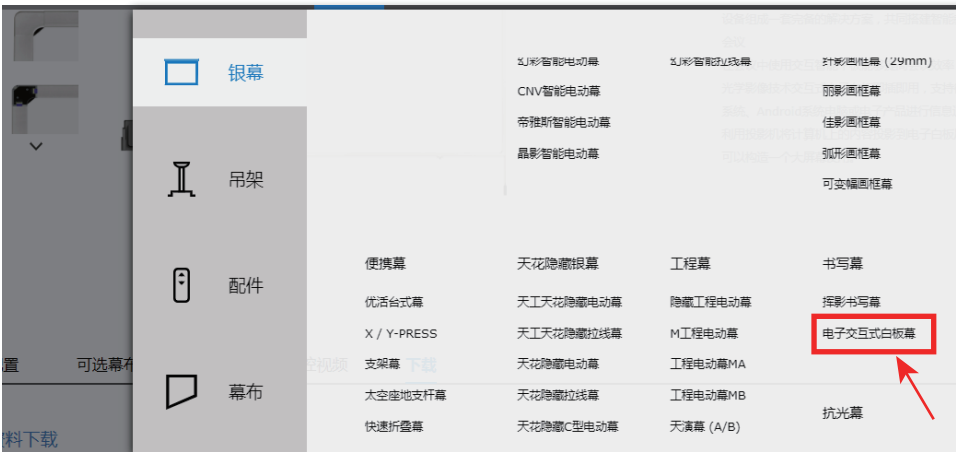 银幕
吊架
配件
幕布
幻彩智能电动幕
CNV智能电动幕
帝雅斯智能电动幕
晶影智能电动幕
幻影智能拉线幕
针影画框幕 (29mm)
丽影画框幕
佳影画框幕
弧形画框幕
可变幅画框幕
便携幕
优活台式幕
X / Y-PRESS
支架幕
太空座地支杆幕
快速折叠幕
天花隐藏银幕
天工天花隐藏电动幕
天工天花隐藏拉线幕
天花隐藏电动幕
天花隐藏拉线幕
天花隐藏C型电动幕
工程幕
隐藏工程电动幕
M工程电动幕
工程电动幕MA
工程电动幕MB
天演幕 (A/B)
书写幕
挥影书写幕
电子交互式白板幕
抗光幕
置
可选幕布
视频
下载
资料下载